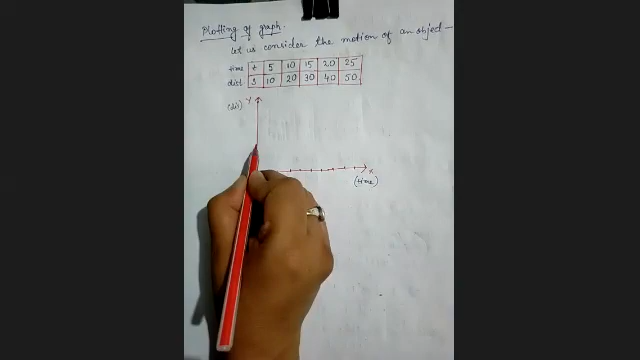 Plotting of graph.
Let us consider the motion of an object -
time t 5 10 15 20 25
dist S 10 20 30 40 50
(dis) Y
X
(time)